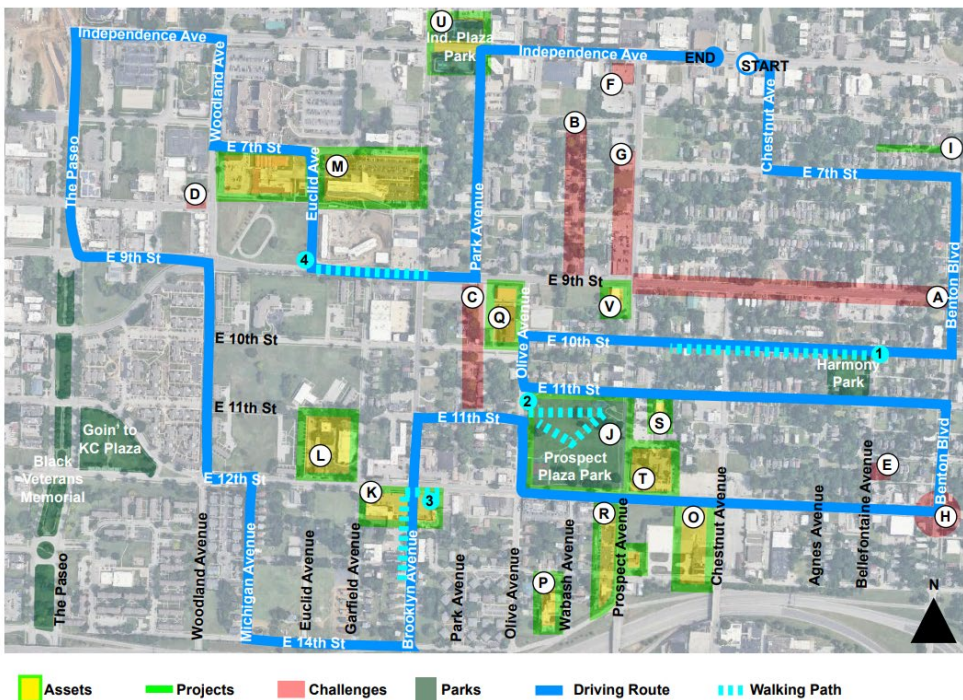 U
Ind. Plaza
Park
Independence Ave
Independence Ave
END
START
F
B
G
I
Woodland Ave
Chestnut Ave
E 7th St
E 7th St
M
D
The Paseo
Euclid Ave
Park Avenue
4
E 9th St
E 9th St
A
C
V
Q
Olive Avenue
Benton Blvd
E 10th St
E 10th St
1
Harmony
Park
E 11th St
2
E 11th St
E 11th St
J
S
Prospect
Plaza Park
T
L
Goin' to
KC Plaza
Black
Veterans
Memorial
E 12th St
K
3
E
Benton Blvd
H
R
O
P
The Paseo
Woodland Avenue
Michigan Avenue
Euclid Avenue
Garfield Avenue
Brooklyn Avenue
Park Avenue
Olive Avenue
Wabash Avenue
Prospect Avenue
Chestnut Avenue
Agnes Avenue
Bellefontaine Avenue
E 14th St
N
Assets
Projects
Challenges
Parks
Driving Route
Walking Path